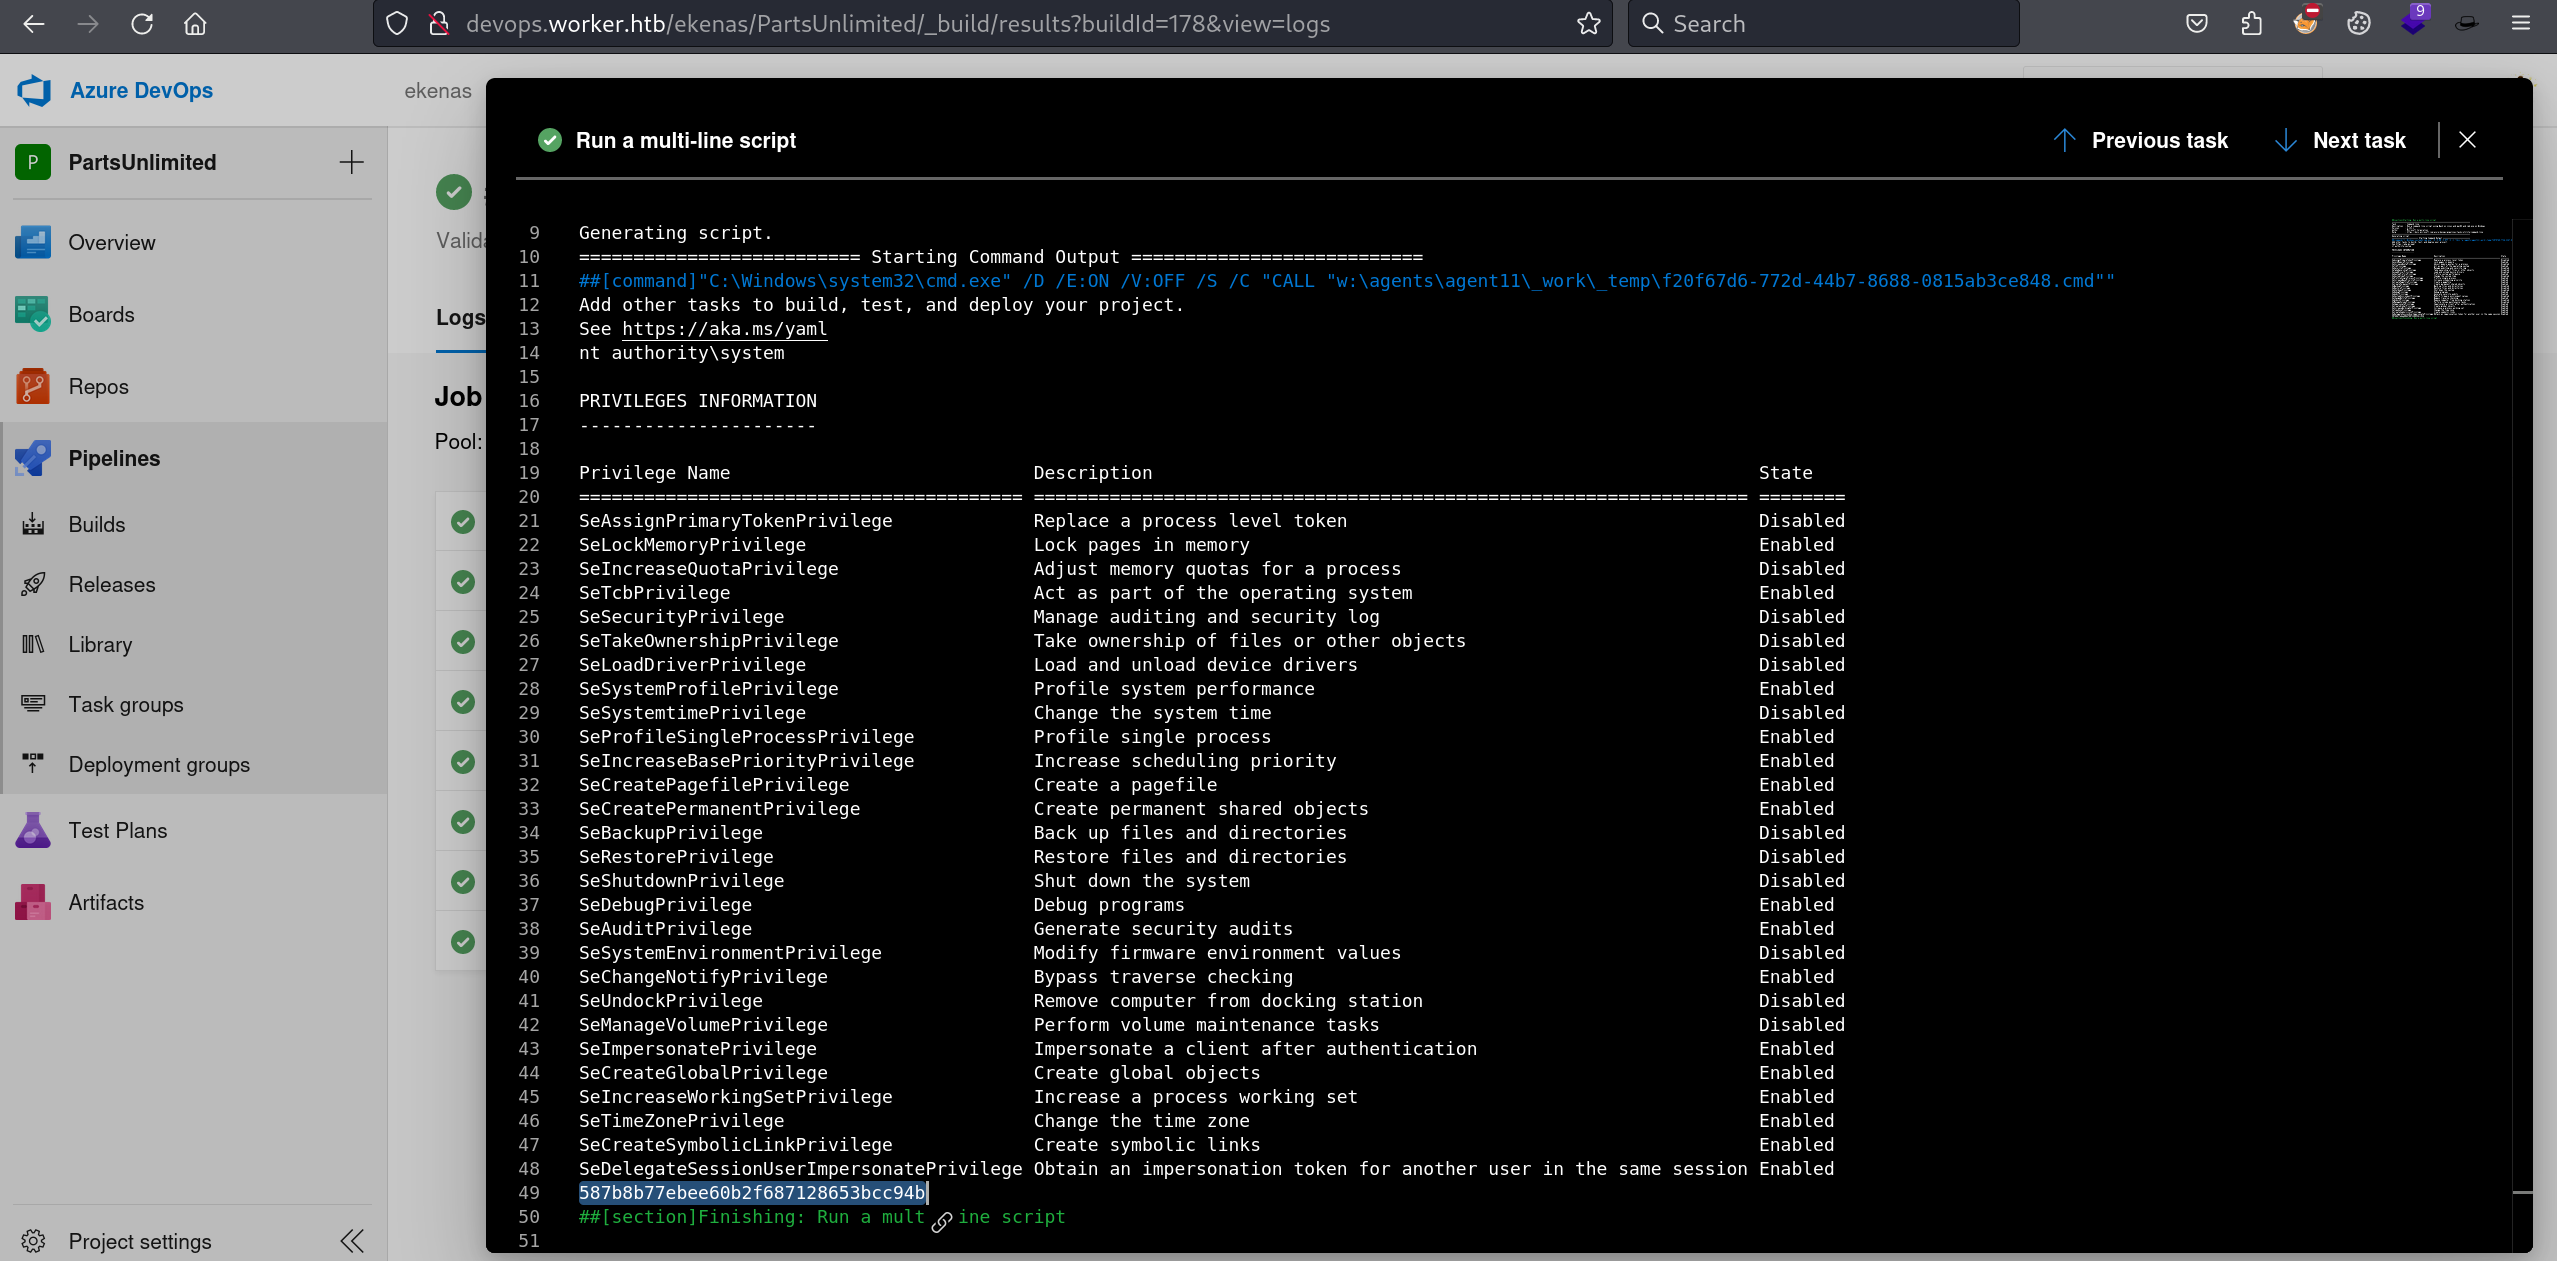 devops.worker.htb/ekenas/PartsUnlimited/_build/results?buildId=178&view=logs
Search
9
Azure DevOps
ekenas
P
PartsUnlimited
Overview
Boards
Repos
Pipelines
Builds
Releases
Library
Task groups
Deployment groups
Test Plans
Artifacts
Project settings
Logs
Job
Pool:
Run a multi-line script
Previous task
Next task
9 Generating script.
10 ========================== Starting Command Output ===========================
11 ##[command]"C:\Windows\system32\cmd.exe" /D /E:ON /V:OFF /S /C "CALL "w:\agents\agent11\_work\_temp\f20f67d6-772d-44b7-8688-0815ab3ce848.cmd""
12 Add other tasks to build, test, and deploy your project.
13 See https://aka.ms/yaml
14 nt authority\system
15
16 PRIVILEGES INFORMATION
17 ----------------------
18
19 Privilege Name Description State
20 ========================================= ================================================================== ========
21 SeAssignPrimaryTokenPrivilege Replace a process level token Disabled
22 SeLockMemoryPrivilege Lock pages in memory Enabled
23 SeIncreaseQuotaPrivilege Adjust memory quotas for a process Disabled
24 SeTcbPrivilege Act as part of the operating system Enabled
25 SeSecurityPrivilege Manage auditing and security log Disabled
26 SeTakeOwnershipPrivilege Take ownership of files or other objects Disabled
27 SeLoadDriverPrivilege Load and unload device drivers Disabled
28 SeSystemProfilePrivilege Profile system performance Enabled
29 SeSystemtimePrivilege Change the system time Disabled
30 SeProfileSingleProcessPrivilege Profile single process Enabled
31 SeIncreaseBasePriorityPrivilege Increase scheduling priority Enabled
32 SeCreatePagefilePrivilege Create a pagefile Enabled
33 SeCreatePermanentPrivilege Create permanent shared objects Enabled
34 SeBackupPrivilege Back up files and directories Disabled
35 SeRestorePrivilege Restore files and directories Disabled
36 SeShutdownPrivilege Shut down the system Disabled
37 SeDebugPrivilege Debug programs Enabled
38 SeAuditPrivilege Generate security audits Enabled
39 SeSystemEnvironmentPrivilege Modify firmware environment values Disabled
40 SeChangeNotifyPrivilege Bypass traverse checking Enabled
41 SeUndockPrivilege Remove computer from docking station Disabled
42 SeManageVolumePrivilege Perform volume maintenance tasks Disabled
43 SeImpersonatePrivilege Impersonate a client after authentication Enabled
44 SeCreateGlobalPrivilege Create global objects Enabled
45 SeIncreaseWorkingSetPrivilege Increase a process working set Enabled
46 SeTimeZonePrivilege Change the time zone Enabled
47 SeCreateSymbolicLinkPrivilege Create symbolic links Enabled
48 SeDelegateSessionUserImpersonatePrivilege Obtain an impersonation token for another user in the same session Enabled
49 587b8b77ebee60b2f687128653bcc94b
50 ##[section]Finishing: Run a mult ine script
51